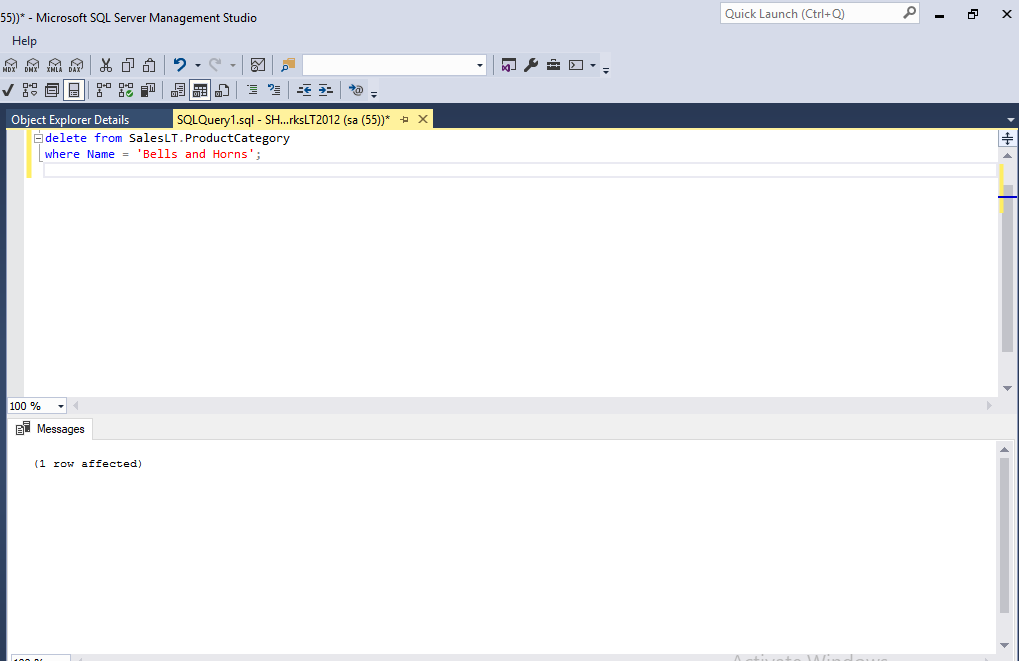 55))* - Microsoft SQL Server Management Studio
Quick Launch (Ctrl+Q)
Help
MDX DMX XMLA DAX
Object Explorer Details
SQLQuery1.sql - SH...rksLT2012 (sa (55))*
delete from SalesLT.ProductCategory
where Name = 'Bells and Horns';
100 %
Messages
(1 row affected)
100 %
Activate Windows